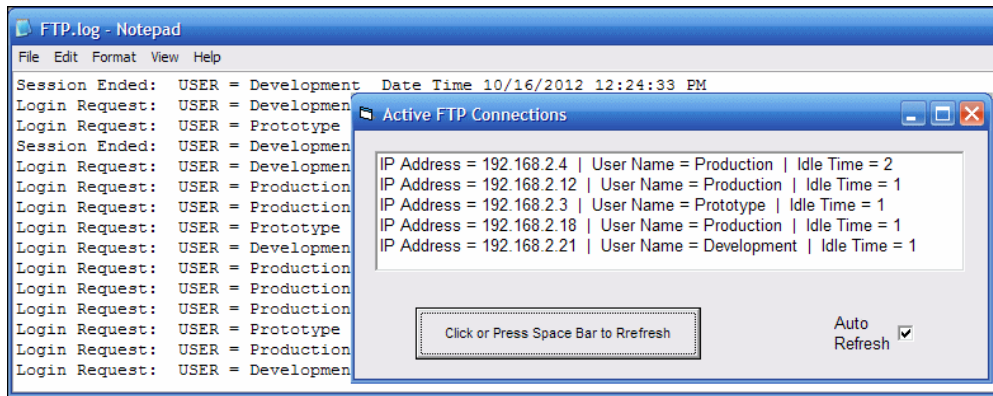 FTP.log - Notepad
File Edit Format View Help
Session Ended: USER = Development Date Time 10/16/2012 12:24:33 PM
Login Request: USER = Developmen
Login Request: USER = Prototype
Session Ended: USER = Developmen
Login Request: USER = Developmen
Login Request: USER = Production
Login Request: USER = Production
Login Request: USER = Prototype
Login Request: USER = Developmen
Login Request: USER = Production
Login Request: USER = Production
Login Request: USER = Production
Login Request: USER = Prototype
Login Request: USER = Production
Login Request: USER = Developmen
Active FTP Connections
IP Address = 192.168.2.4 | User Name = Production | Idle Time = 2
IP Address = 192.168.2.12 | User Name = Production | Idle Time = 1
IP Address = 192.168.2.3 | User Name = Prototype | Idle Time = 1
IP Address = 192.168.2.18 | User Name = Production | Idle Time = 1
IP Address = 192.168.2.21 | User Name = Development | Idle Time = 1
Click or Press Space Bar to Rrefresh
Auto
Refresh